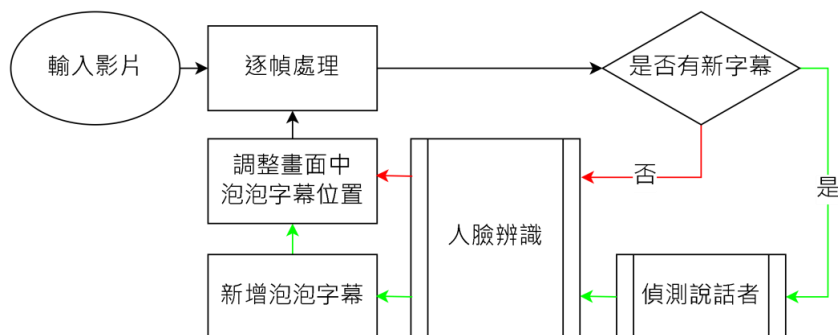 輸入影片
逐幀處理
是否有新字幕
調整畫面中
泡泡字幕位置
否
是
人臉辨識
新增泡泡字幕
偵測說話者